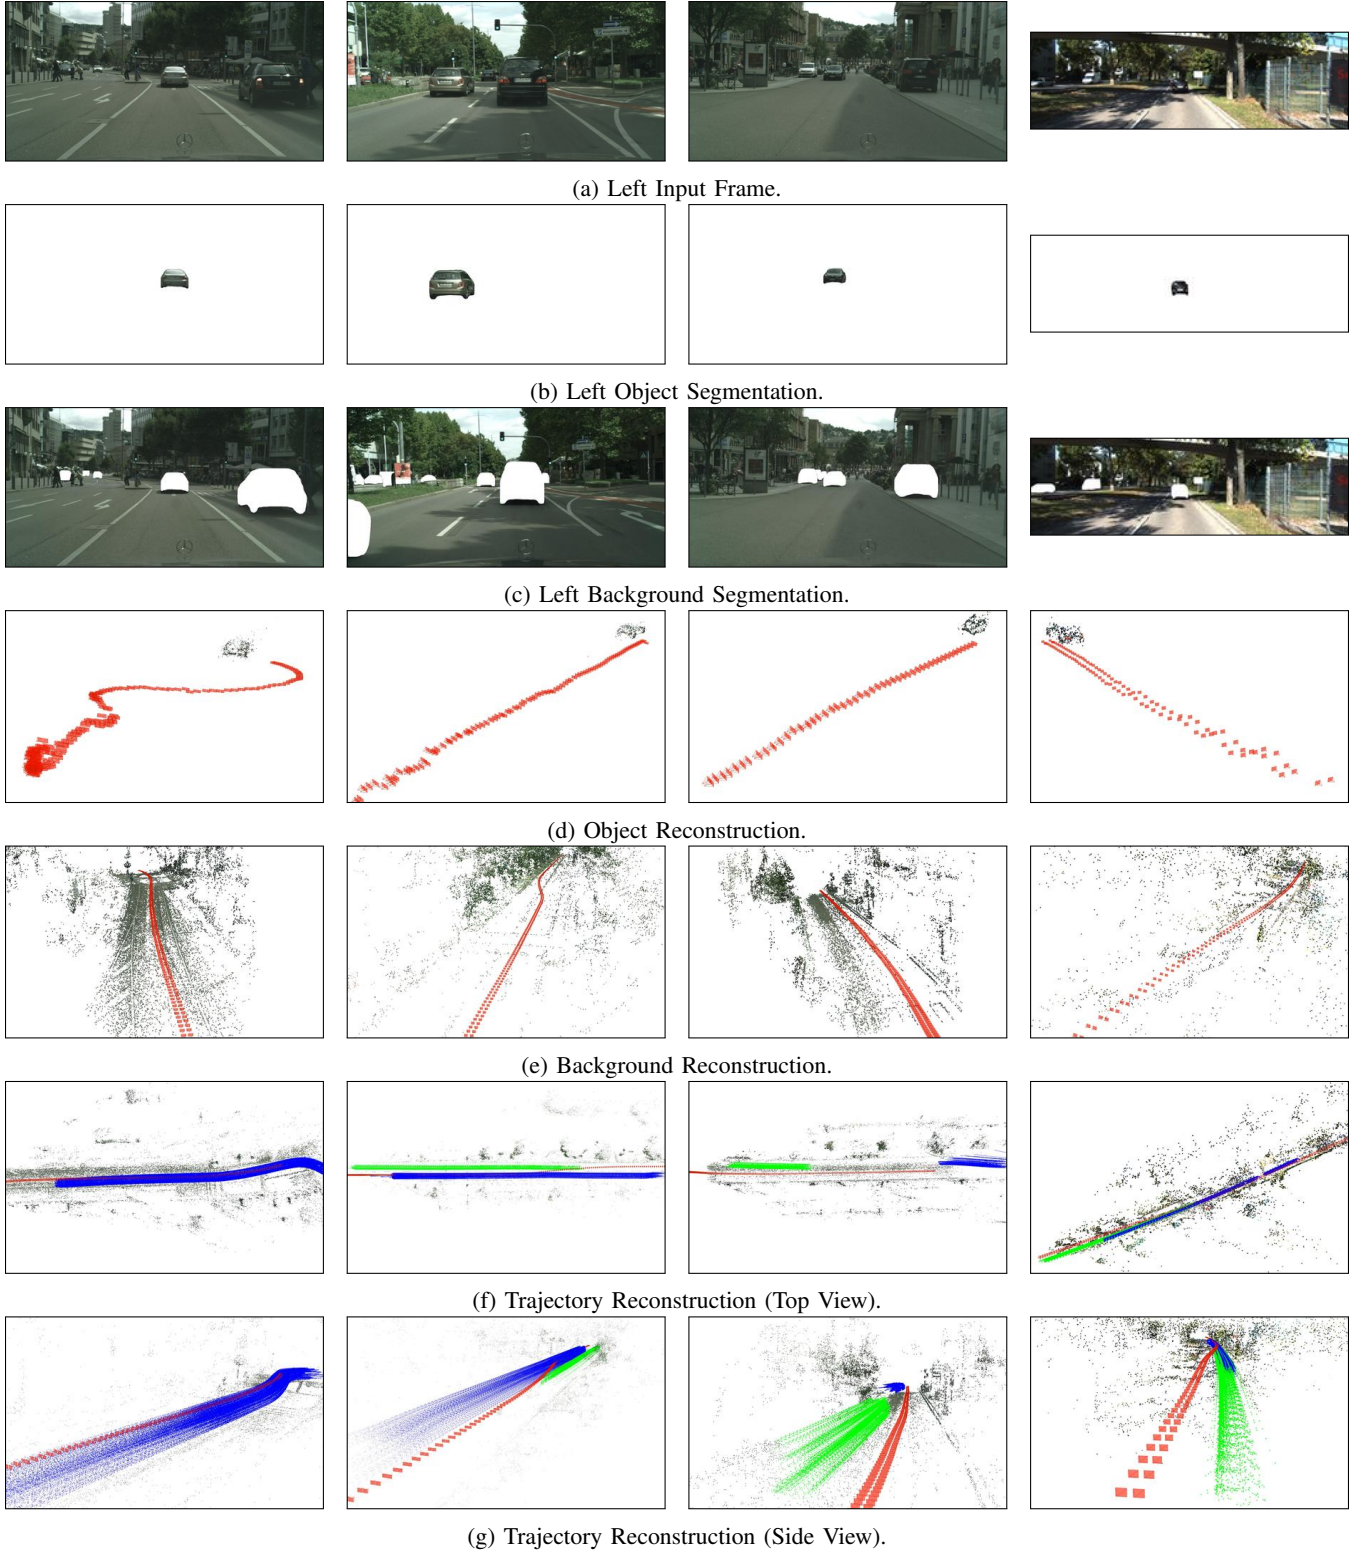 (a) Left Input Frame.
(b) Left Object Segmentation.
(c) Left Background Segmentation.
(d) Object Reconstruction.
(e) Background Reconstruction.
(f) Trajectory Reconstruction (Top View).
(g) Trajectory Reconstruction (Side View).